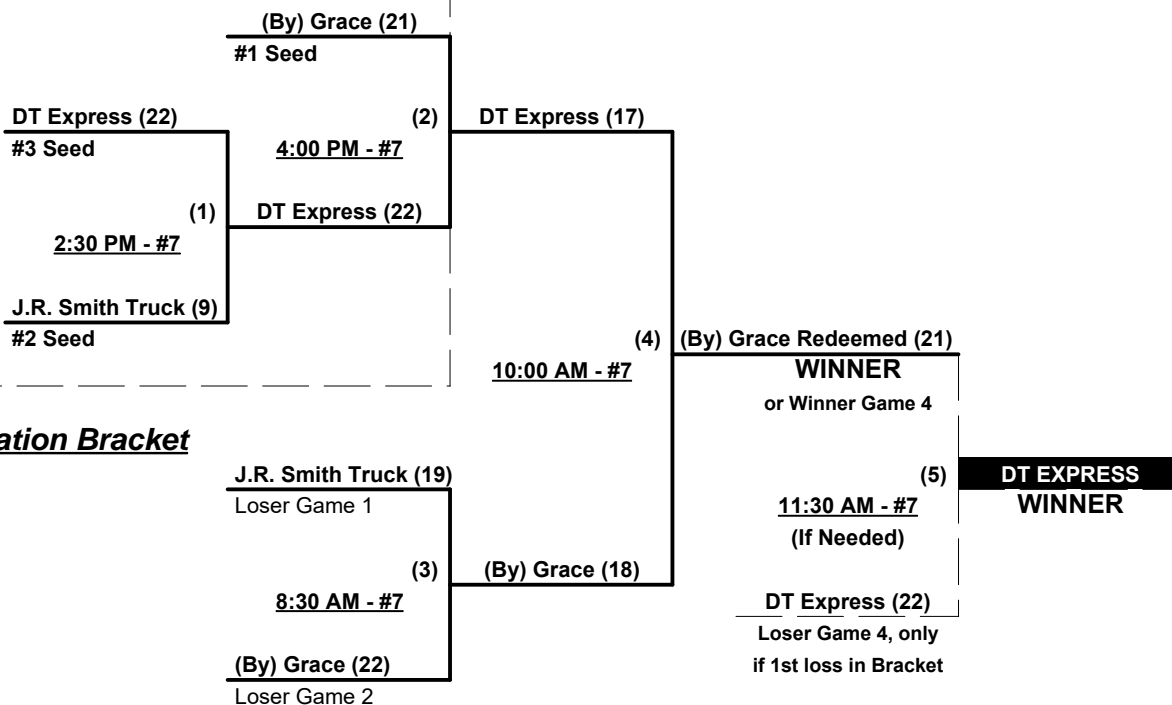 (By) Grace (21)
#1 Seed
DT Express (22)
#3 Seed
(2)
DT Express (17)
4:00 PM - #7
(1)
DT Express (22)
2:30 PM - #7
J.R. Smith Truck (9)
#2 Seed
(4)
(By) Grace Redeemed (21)
10:00 AM - #7
WINNER
or Winner Game 4
ation Bracket
J.R. Smith Truck (19)
Loser Game 1
(5)
DT EXPRESS
11:30 AM - #7
WINNER
(If Needed)
(3)
(By) Grace (18)
8:30 AM - #7
DT Express (22)
Loser Game 4, only
if 1st loss in Bracket
(By) Grace (22)
Loser Game 2